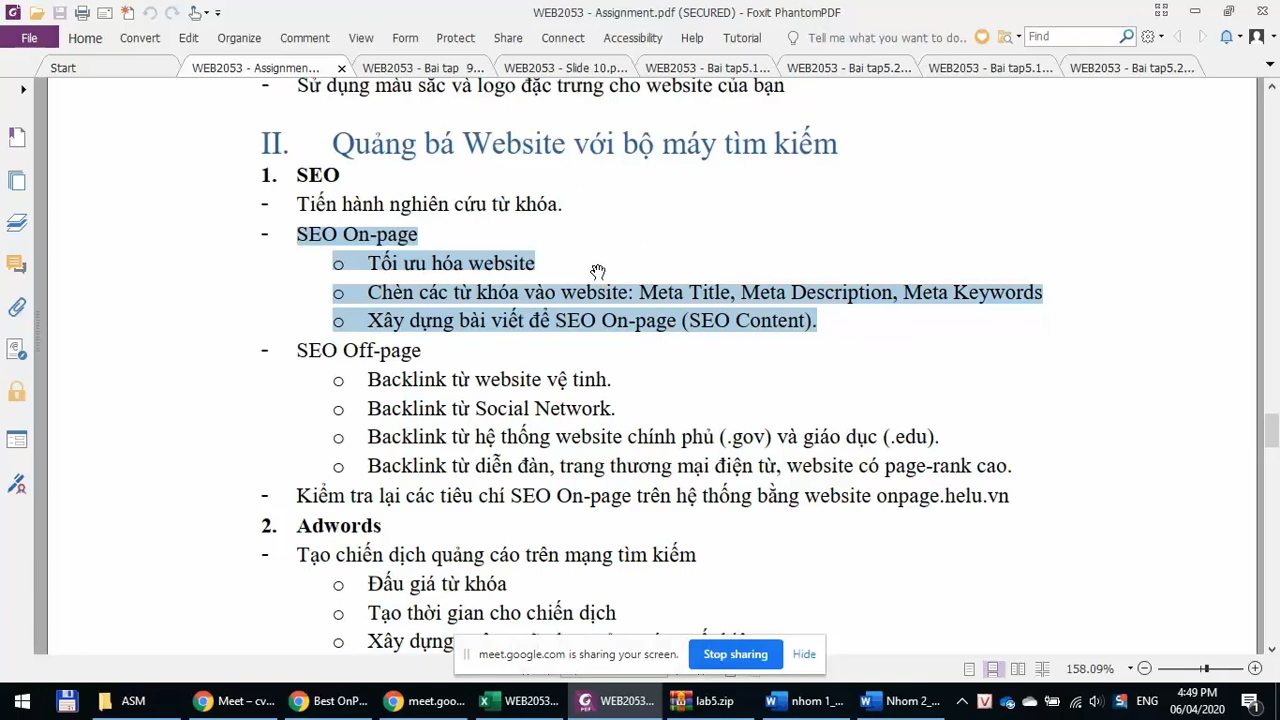 WEB2053 - Assignment.pdf (SECURED) - Foxit PhantomPDF
File Home Convert Edit Organize Comment View Form Protect Share Connect Accessibility Help Tutorial Tell me what you want to do.. Find
Start WEB2053 - Assignment... WEB2053 - Bai tap 9... WEB2053 - Slide 10.p... WEB2053 - Bai tap5.1... WEB2053 - Bai tap5.2... WEB2053 - Bai tap5.1... WEB2053 - Bai tap5.2...
- Sử dụng màu sắc và logo đặc trưng cho website của bạn
II. Quảng bá Website với bộ máy tìm kiếm
1. SEO
- Tiến hành nghiên cứu từ khóa.
- SEO On-page
o Tối ưu hóa website
o Chèn các từ khóa vào website: Meta Title, Meta Description, Meta Keywords
o Xây dựng bài viết để SEO On-page (SEO Content).
- SEO Off-page
o Backlink từ website vệ tinh.
o Backlink từ Social Network.
o Backlink từ hệ thống website chính phủ (.gov) và giáo dục (.edu).
o Backlink từ diễn đàn, trang thương mại điện từ, website có page-rank cao.
- Kiểm tra lại các tiêu chí SEO On-page trên hệ thống bằng website onpage.helu.vn
2. Adwords
- Tạo chiến dịch quảng cáo trên mạng tìm kiếm
o Đấu giá từ khóa
o Tạo thời gian cho chiến dịch
o Xây dựng
meet.google.com is sharing your screen. Stop sharing Hide
158.09%
ASM Meet – cv... Best OnP... meet.goo... WEB2053... WEB2053... lab5.zip nhom 1_... Nhom 2_... ENG 4:49 PM
06/04/2020